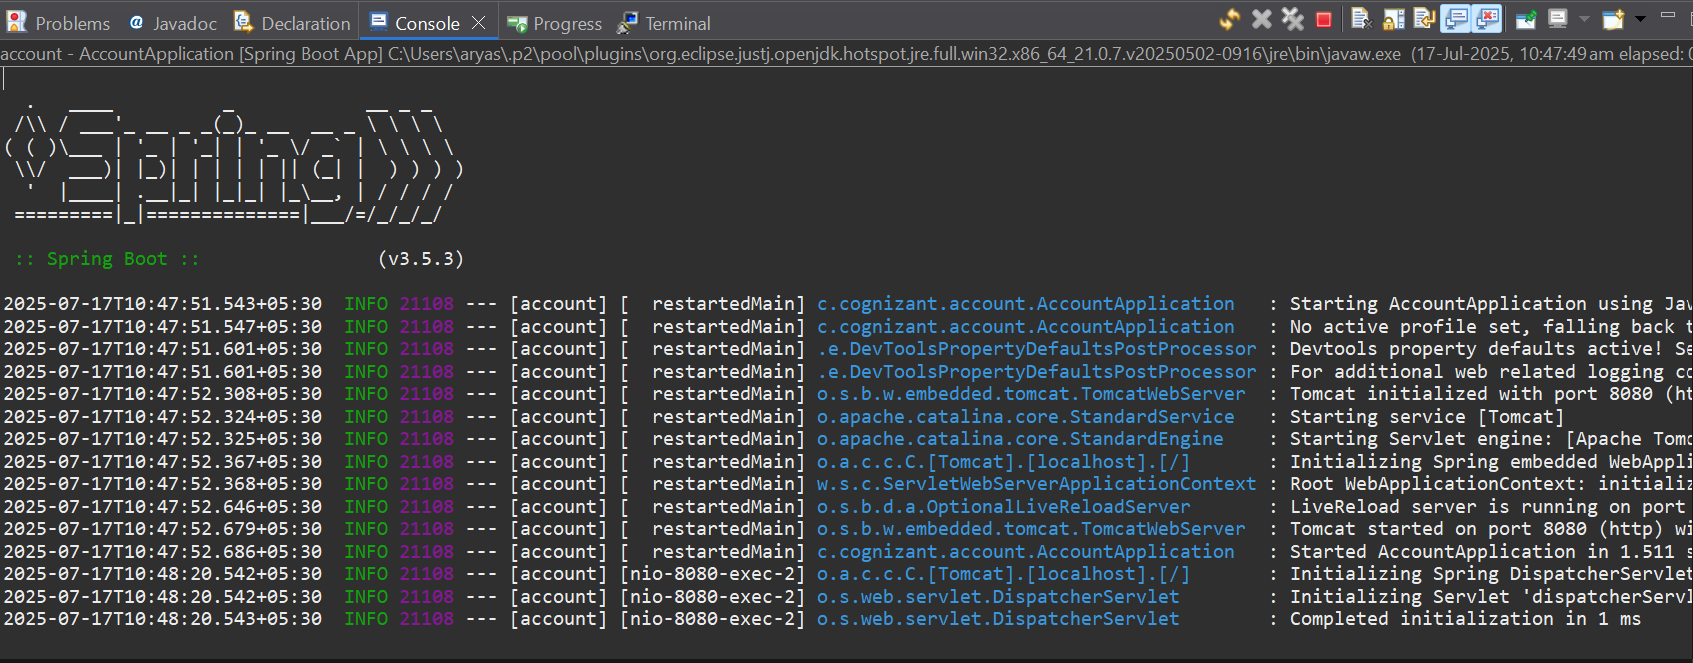 Problems @ Javadoc Declaration Console Progress Terminal
account - AccountApplication [Spring Boot App] C:\Users\aryas\.p2\pool\plugins\org.eclipse.justj.openjdk.hotspot.jre.full.win32.x86_64_21.0.7.v20250502-0916\jre\bin\javaw.exe (17-Jul-2025, 10:47:49 am elapsed:
  .   ____          _            __ _ _
 /\\ / ___'_ __ _ _(_)_ __  __ _ \ \ \ \
( ( )\___ | '_ | '_| | '_ \/ _` | \ \ \ \
 \\/  ___)| |_)| | | | | || (_| |  ) ) ) )
  '  |____| .__|_| |_|_| |_\__, | / / / /
 =========|_|==============|___/=/_/_/_/
 :: Spring Boot ::                (v3.5.3)
2025-07-17T10:47:51.543+05:30  INFO 21108 --- [account] [  restartedMain] c.cognizant.account.AccountApplication   : Starting AccountApplication using Jav
2025-07-17T10:47:51.547+05:30  INFO 21108 --- [account] [  restartedMain] c.cognizant.account.AccountApplication   : No active profile set, falling back t
2025-07-17T10:47:51.601+05:30  INFO 21108 --- [account] [  restartedMain] .e.DevToolsPropertyDefaultsPostProcessor : Devtools property defaults active! Se
2025-07-17T10:47:51.601+05:30  INFO 21108 --- [account] [  restartedMain] .e.DevToolsPropertyDefaultsPostProcessor : For additional web related logging co
2025-07-17T10:47:52.308+05:30  INFO 21108 --- [account] [  restartedMain] o.s.b.w.embedded.tomcat.TomcatWebServer  : Tomcat initialized with port 8080 (ht
2025-07-17T10:47:52.324+05:30  INFO 21108 --- [account] [  restartedMain] o.apache.catalina.core.StandardService   : Starting service [Tomcat]
2025-07-17T10:47:52.325+05:30  INFO 21108 --- [account] [  restartedMain] o.apache.catalina.core.StandardEngine    : Starting Servlet engine: [Apache Tomc
2025-07-17T10:47:52.367+05:30  INFO 21108 --- [account] [  restartedMain] o.a.c.c.C.[Tomcat].[localhost].[/]       : Initializing Spring embedded WebAppli
2025-07-17T10:47:52.368+05:30  INFO 21108 --- [account] [  restartedMain] w.s.c.ServletWebServerApplicationContext : Root WebApplicationContext: initializ
2025-07-17T10:47:52.646+05:30  INFO 21108 --- [account] [  restartedMain] o.s.b.d.a.OptionalLiveReloadServer       : LiveReload server is running on port
2025-07-17T10:47:52.679+05:30  INFO 21108 --- [account] [  restartedMain] o.s.b.w.embedded.tomcat.TomcatWebServer  : Tomcat started on port 8080 (http) wi
2025-07-17T10:47:52.686+05:30  INFO 21108 --- [account] [  restartedMain] c.cognizant.account.AccountApplication   : Started AccountApplication in 1.511 s
2025-07-17T10:48:20.542+05:30  INFO 21108 --- [account] [nio-8080-exec-2] o.a.c.c.C.[Tomcat].[localhost].[/]       : Initializing Spring DispatcherServlet
2025-07-17T10:48:20.542+05:30  INFO 21108 --- [account] [nio-8080-exec-2] o.s.web.servlet.DispatcherServlet        : Initializing Servlet 'dispatcherServl
2025-07-17T10:48:20.543+05:30  INFO 21108 --- [account] [nio-8080-exec-2] o.s.web.servlet.DispatcherServlet        : Completed initialization in 1 ms